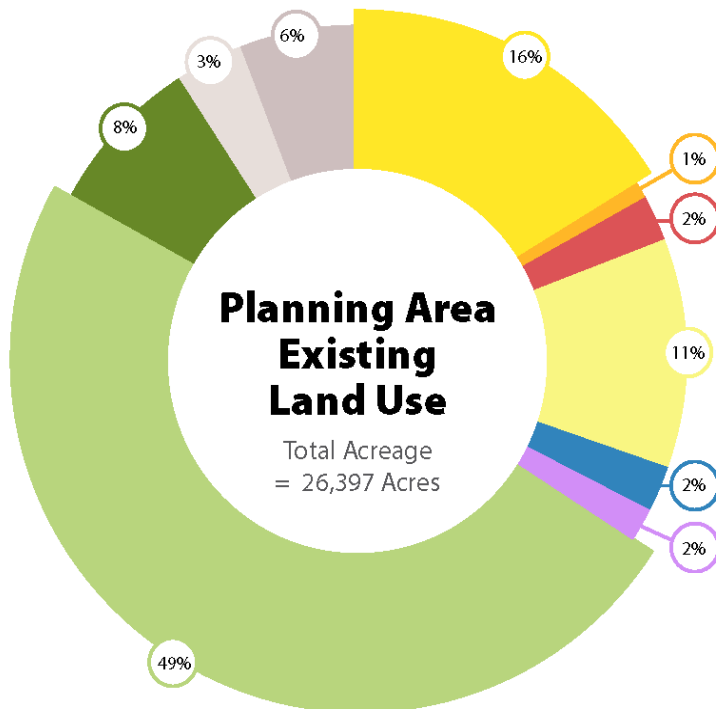 6%
16%
3%
8%
1%
2%
Planning Area
Existing
Land Use
Total Acreage
= 26,397 Acres
11%
2%
2%
49%